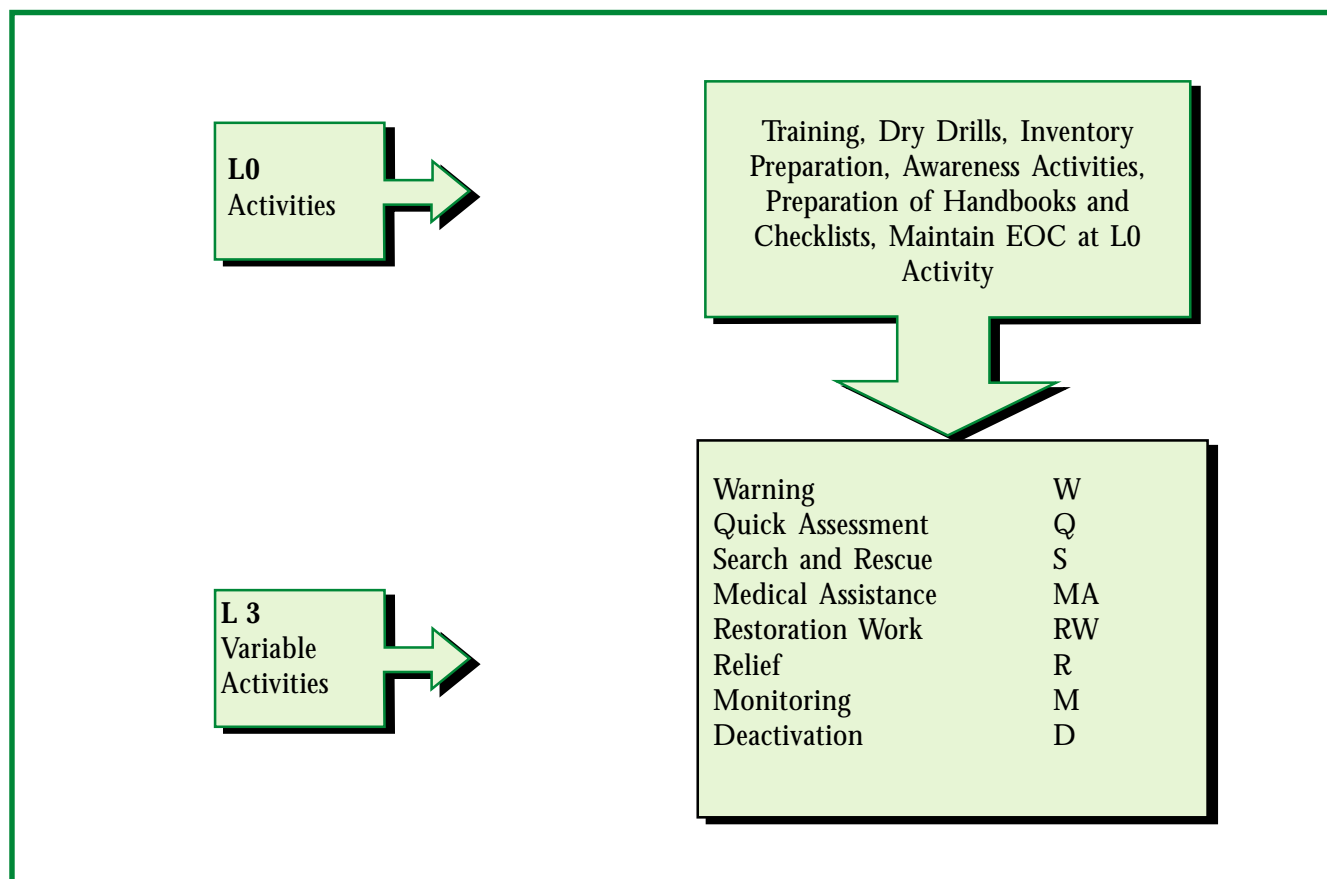 L0
Activities
Training, Dry Drills, Inventory
Preparation, Awareness Activities,
Preparation of Handbooks and
Checklists, Maintain EOC at L0
Activity
L 3
Variable
Activities
Warning W
Quick Assessment Q
Search and Rescue S
Medical Assistance MA
Restoration Work RW
Relief R
Monitoring M
Deactivation D